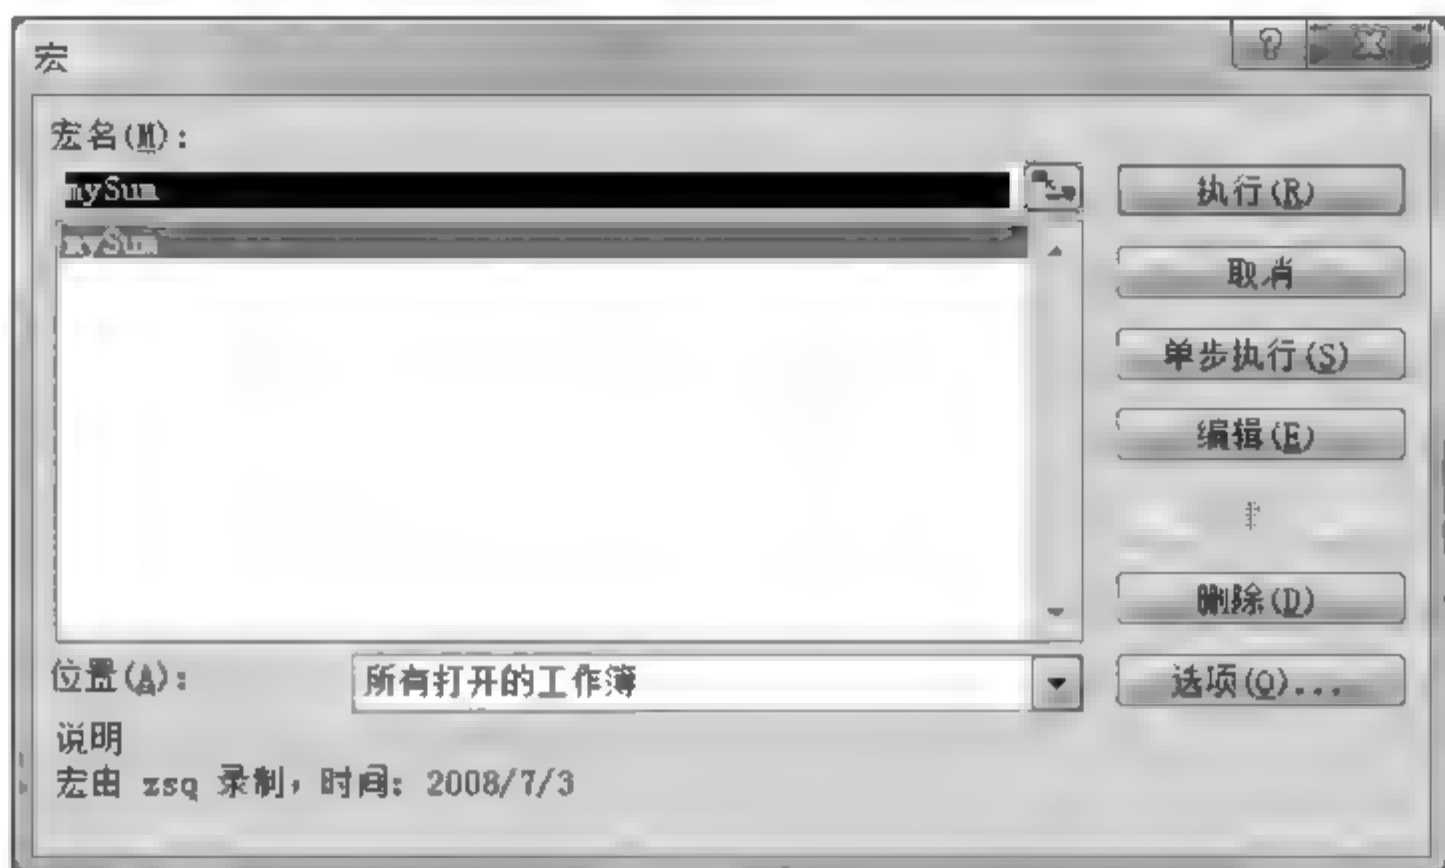 宏
宏名(M):
mySum
执行(R)
mySum
取消
单步执行(S)
编辑(E)
删除(D)
位置(A):
所有打开的工作簿
选项(O)...
说明
宏由 zsq 录制，时间: 2008/7/3